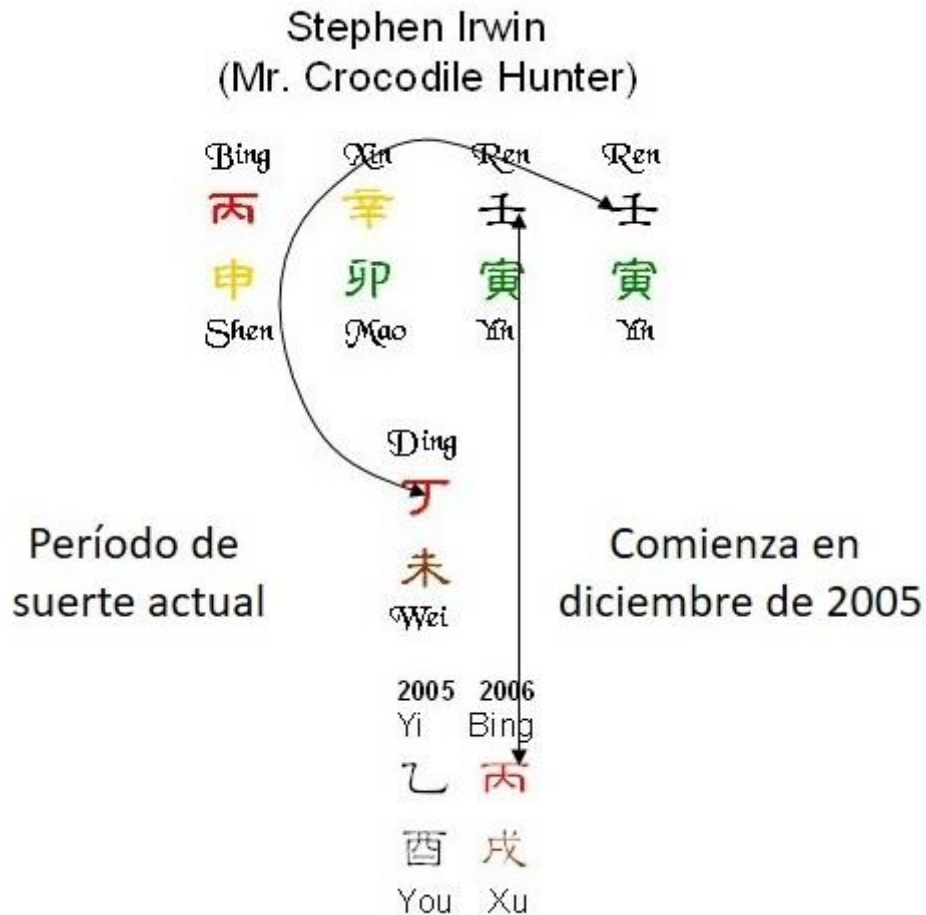 Stephen Irwin
(Mr. Crocodile Hunter)
Bing Xin Ren Ren
丙 辛 壬 壬
申 卯 寅 寅
Shen Mao Yin Yin
Ding
丁
未
Wei
Período de
suerte actual
Comienza en
diciembre de 2005
2005 2006
Yi Bing
乙 丙
酉 戌
You Xu